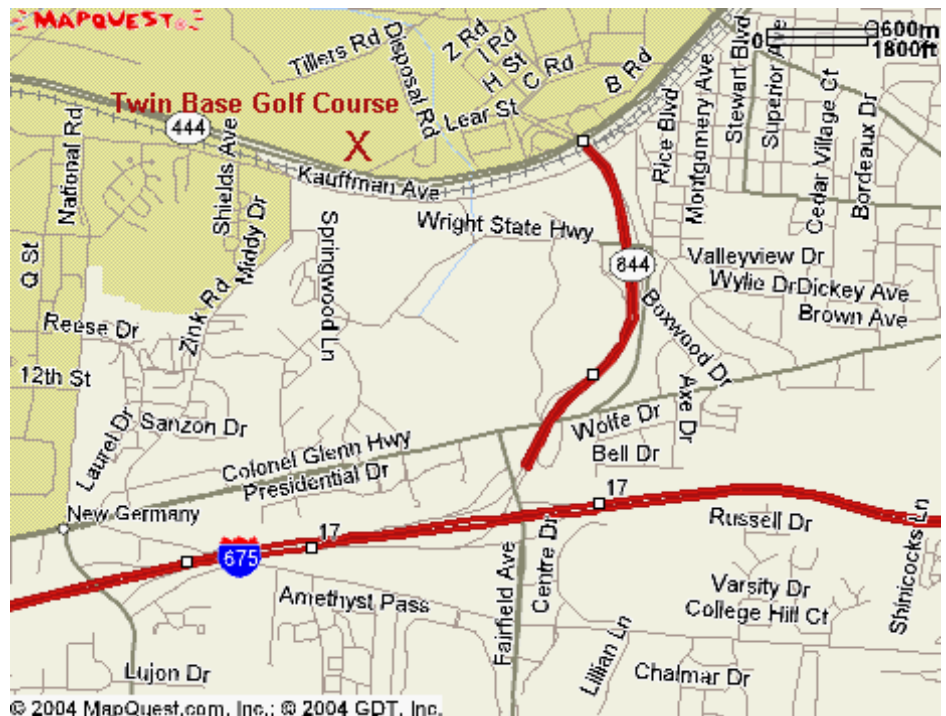 MAPQUEST
600m
1800ft
0
Tillers Rd
Disposal Rd
Z Rd
I Rd
H St
C Rd
B Rd
Lear St
Twin Base Golf Course
X
444
Kauffman Ave
National Rd
Shields Ave
Middy Dr
Q St
Zink Rd
Springwood Ln
Wright State Hwy
Rice Blvd
Montgomery Ave
Stewart Blvd
Superior Ave
Cedar Village Ct
Bordeaux Dr
844
Valleyview Dr
Wylie Dr
Dickey Ave
Brown Ave
Boxwood Dr
Reese Dr
12th St
Laurel Dr
Sanzon Dr
Colonel Glenn Hwy
Presidential Dr
Wolfe Dr
Axe Dr
Bell Dr
New Germany
17
17
675
Fairfield Ave
Centre Dr
Russell Dr
Shinicocks Ln
Amethyst Pass
Varsity Dr
College Hill Ct
Lillian Ln
Lujon Dr
Chalmar Dr
© 2004 MapQuest.com, Inc.; © 2004 GDT, Inc.